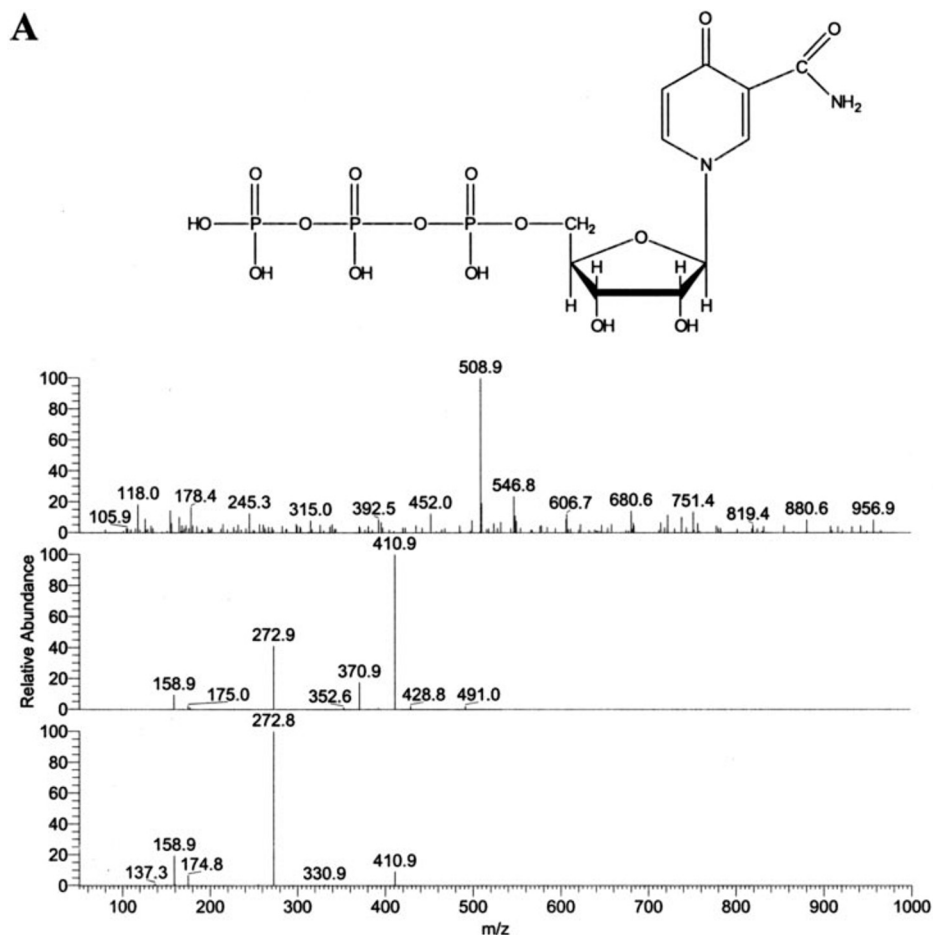 A
O
O
C
NH2
N
O O O
HO P O P O P O CH2
OH OH OH
O
H H
H H
OH OH
508.9
100
80
60
40
20
0
105.9 118.0 178.4 245.3 315.0 392.5 452.0 546.8 606.7 680.6 751.4 819.4 880.6 956.9
Relative Abundance
410.9
100
80
60
40
20
0
158.9 175.0 272.9 352.6 370.9 428.8 491.0
272.8
100
80
60
40
20
0
137.3 158.9 174.8 330.9 410.9
100 200 300 400 500 600 700 800 900 1000
m/z